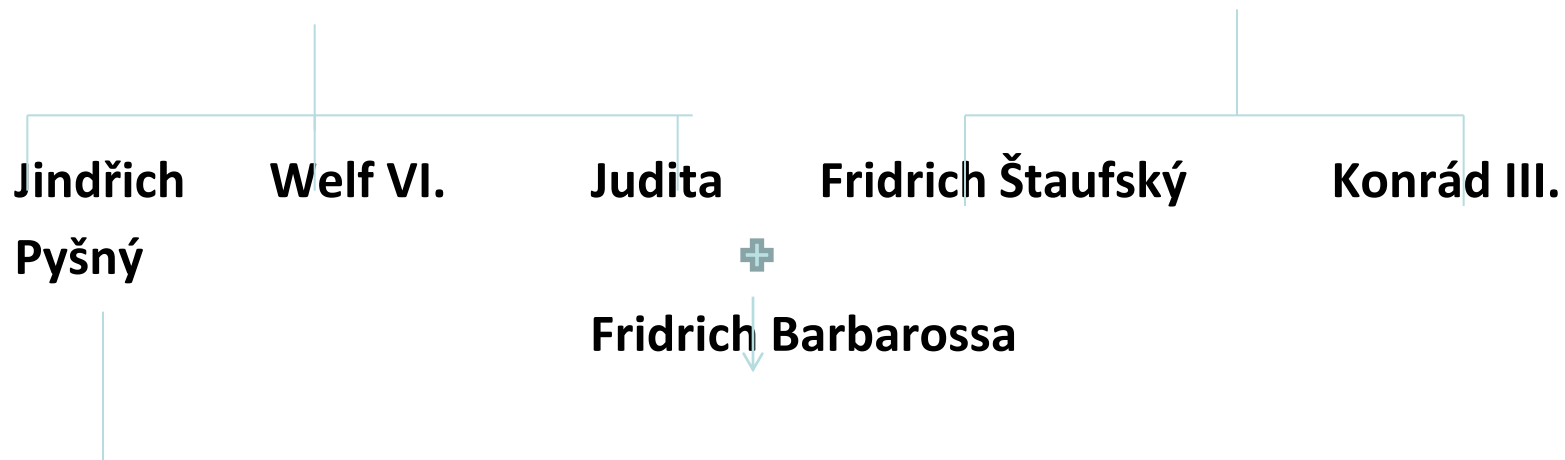 Jindřich Welf VI. Judita Fridrich Štaufský Konrád III.
Pyšný
Fridrich Barbarossa